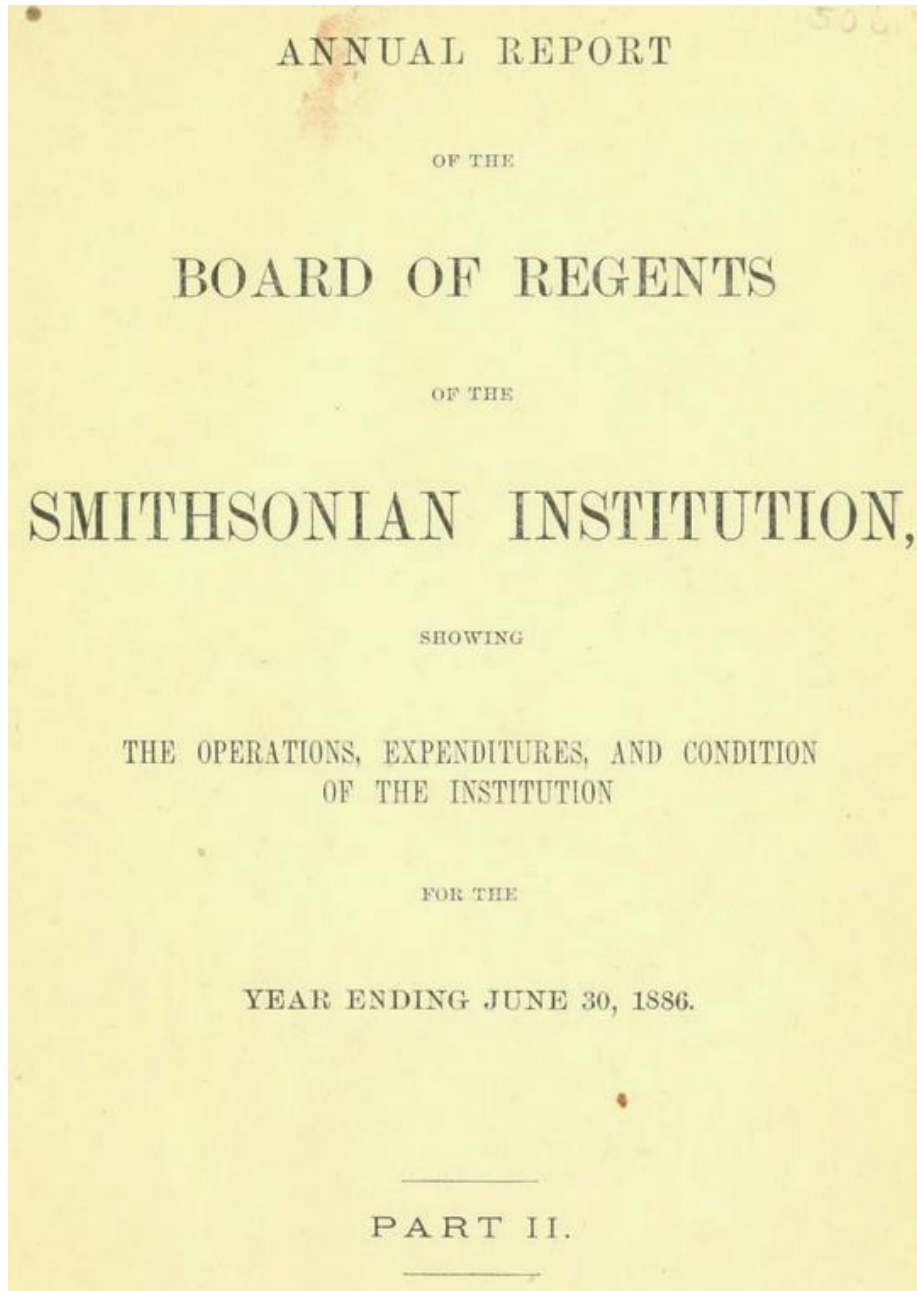 ANNUAL REPORT
OF THE
BOARD OF REGENTS
OF THE
SMITHSONIAN INSTITUTION,
SHOWING
THE OPERATIONS, EXPENDITURES, AND CONDITION
OF THE INSTITUTION
FOR THE
YEAR ENDING JUNE 30, 1886.
PART II.